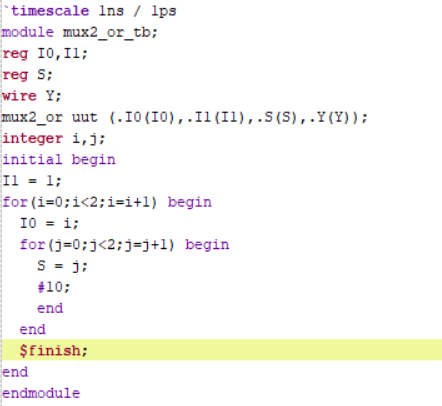 `timescale 1ns / 1ps
module mux2_or_tb;
reg I0,I1;
reg S;
wire Y;
mux2_or uut (.I0(I0),.I1(I1),.S(S),.Y(Y));
integer i,j;
initial begin
I1 = 1;
for(i=0;i<2;i=i+1) begin
  I0 = i;
  for(j=0;j<2;j=j+1) begin
    S = j;
    #10;
    end
  end
  $finish;
end
endmodule